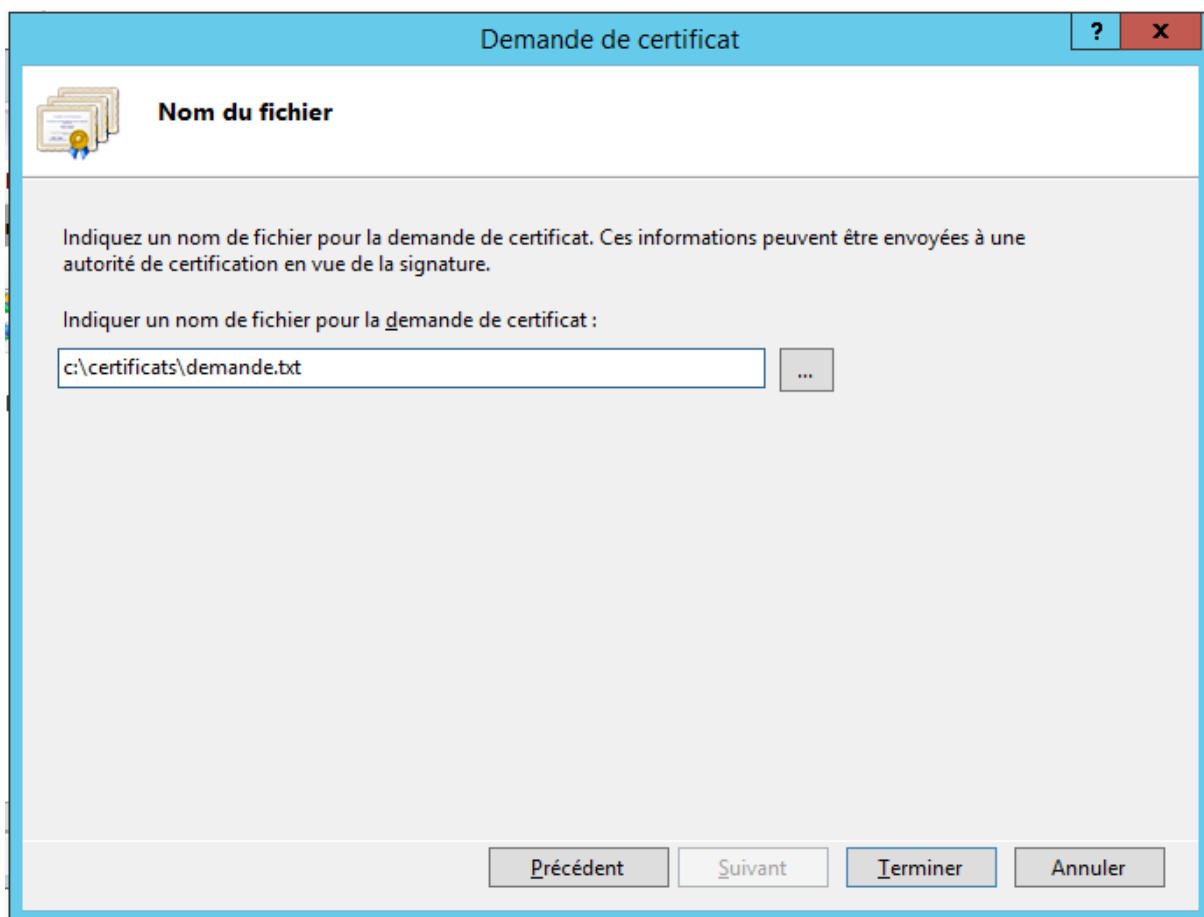 Demande de certificat
? x
Nom du fichier
Indiquez un nom de fichier pour la demande de certificat. Ces informations peuvent être envoyées à une
autorité de certification en vue de la signature.
Indiquer un nom de fichier pour la demande de certificat :
c:\certificats\demande.txt
...
Précédent Suivant Terminer Annuler